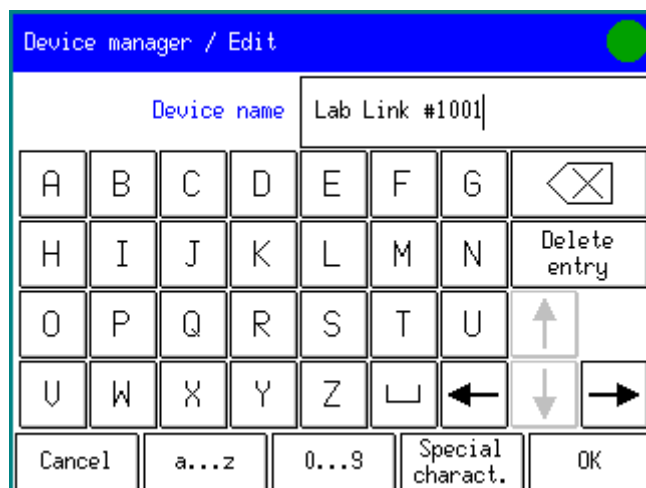 Device manager / Edit
Device name Lab Link #1001
A B C D E F G
H I J K L M N Delete entry
O P Q R S T U
V W X Y Z
Cancel a...z 0...9 Special charact. OK